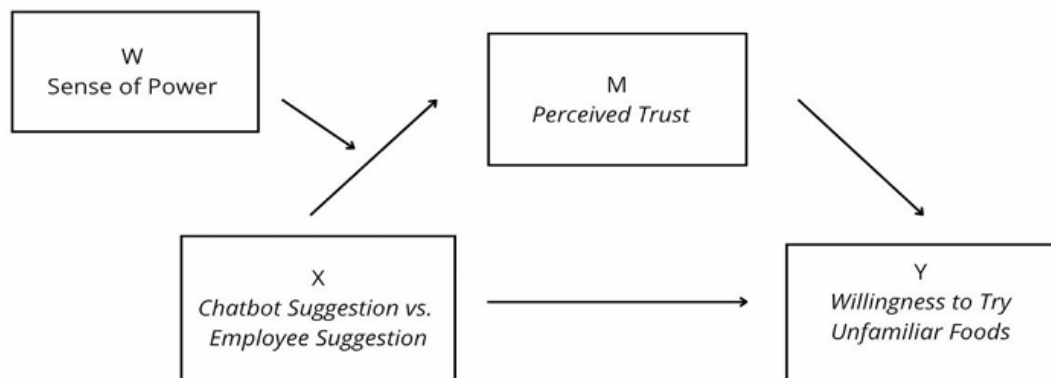 W
Sense of Power
M
Perceived Trust
X
Chatbot Suggestion vs.
Employee Suggestion
Y
Willingness to Try
Unfamiliar Foods